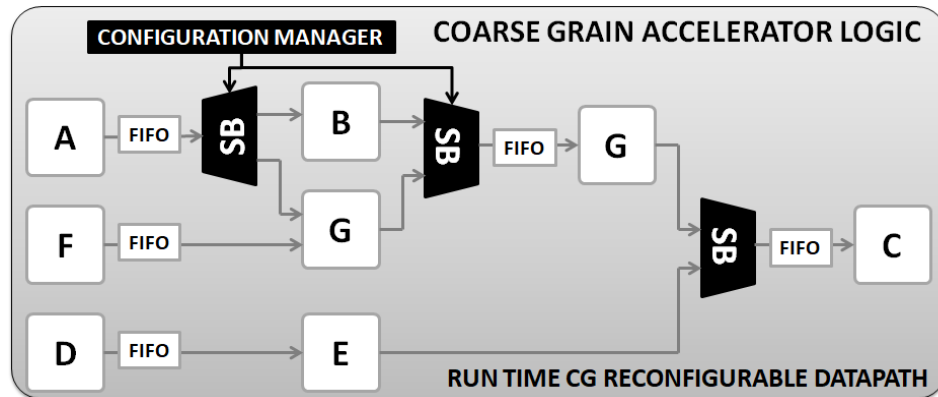 CONFIGURATION MANAGER
COARSE GRAIN ACCELERATOR LOGIC
A
FIFO
SB
B
SB
FIFO
G
F
FIFO
G
SB
FIFO
C
D
FIFO
E
RUN TIME CG RECONFIGURABLE DATAPATH